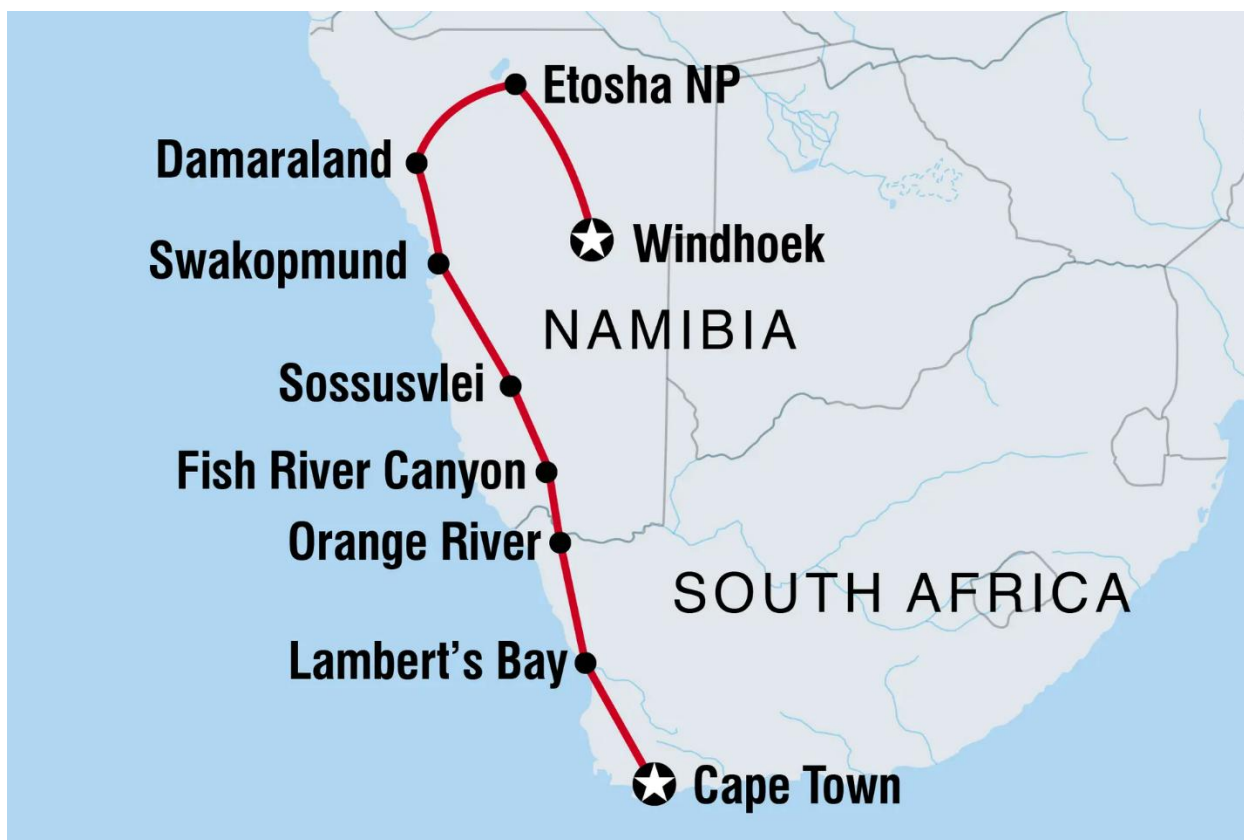 Etosha NP
Damaraland
Windhoek
Swakopmund
NAMIBIA
Sossusvlei
Fish River Canyon
Orange River
SOUTH AFRICA
Lambert's Bay
Cape Town